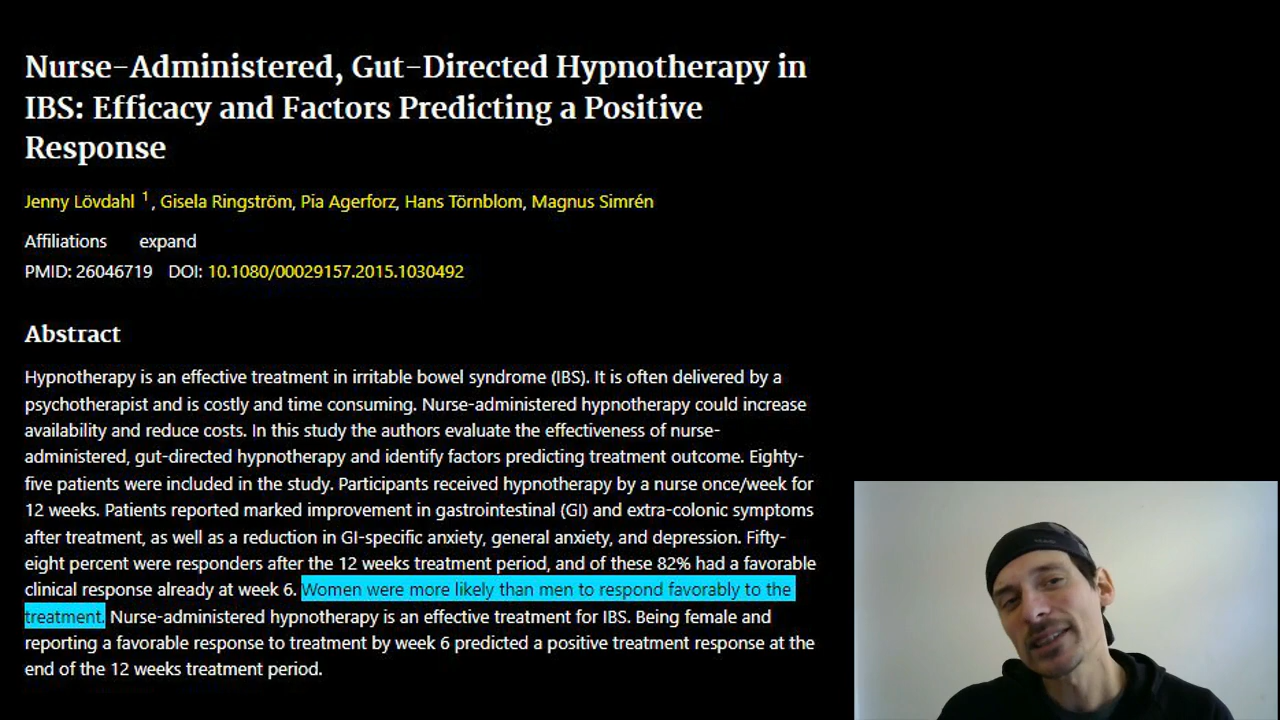 Nurse-Administered, Gut-Directed Hypnotherapy in
IBS: Efficacy and Factors Predicting a Positive
Response
Jenny Lövdahl 1, Gisela Ringström, Pia Agerforz, Hans Törnblom, Magnus Simrén
Affiliations expand
PMID: 26046719 DOI: 10.1080/00029157.2015.1030492
Abstract
Hypnotherapy is an effective treatment in irritable bowel syndrome (IBS). It is often delivered by a
psychotherapist and is costly and time consuming. Nurse-administered hypnotherapy could increase
availability and reduce costs. In this study the authors evaluate the effectiveness of nurse-
administered, gut-directed hypnotherapy and identify factors predicting treatment outcome. Eighty-
five patients were included in the study. Participants received hypnotherapy by a nurse once/week for
12 weeks. Patients reported marked improvement in gastrointestinal (GI) and extra-colonic symptoms
after treatment, as well as a reduction in GI-specific anxiety, general anxiety, and depression. Fifty-
eight percent were responders after the 12 weeks treatment period, and of these 82% had a favorable
clinical response already at week 6. Women were more likely than men to respond favorably to the
treatment. Nurse-administered hypnotherapy is an effective treatment for IBS. Being female and
reporting a favorable response to treatment by week 6 predicted a positive treatment response at the
end of the 12 weeks treatment period.